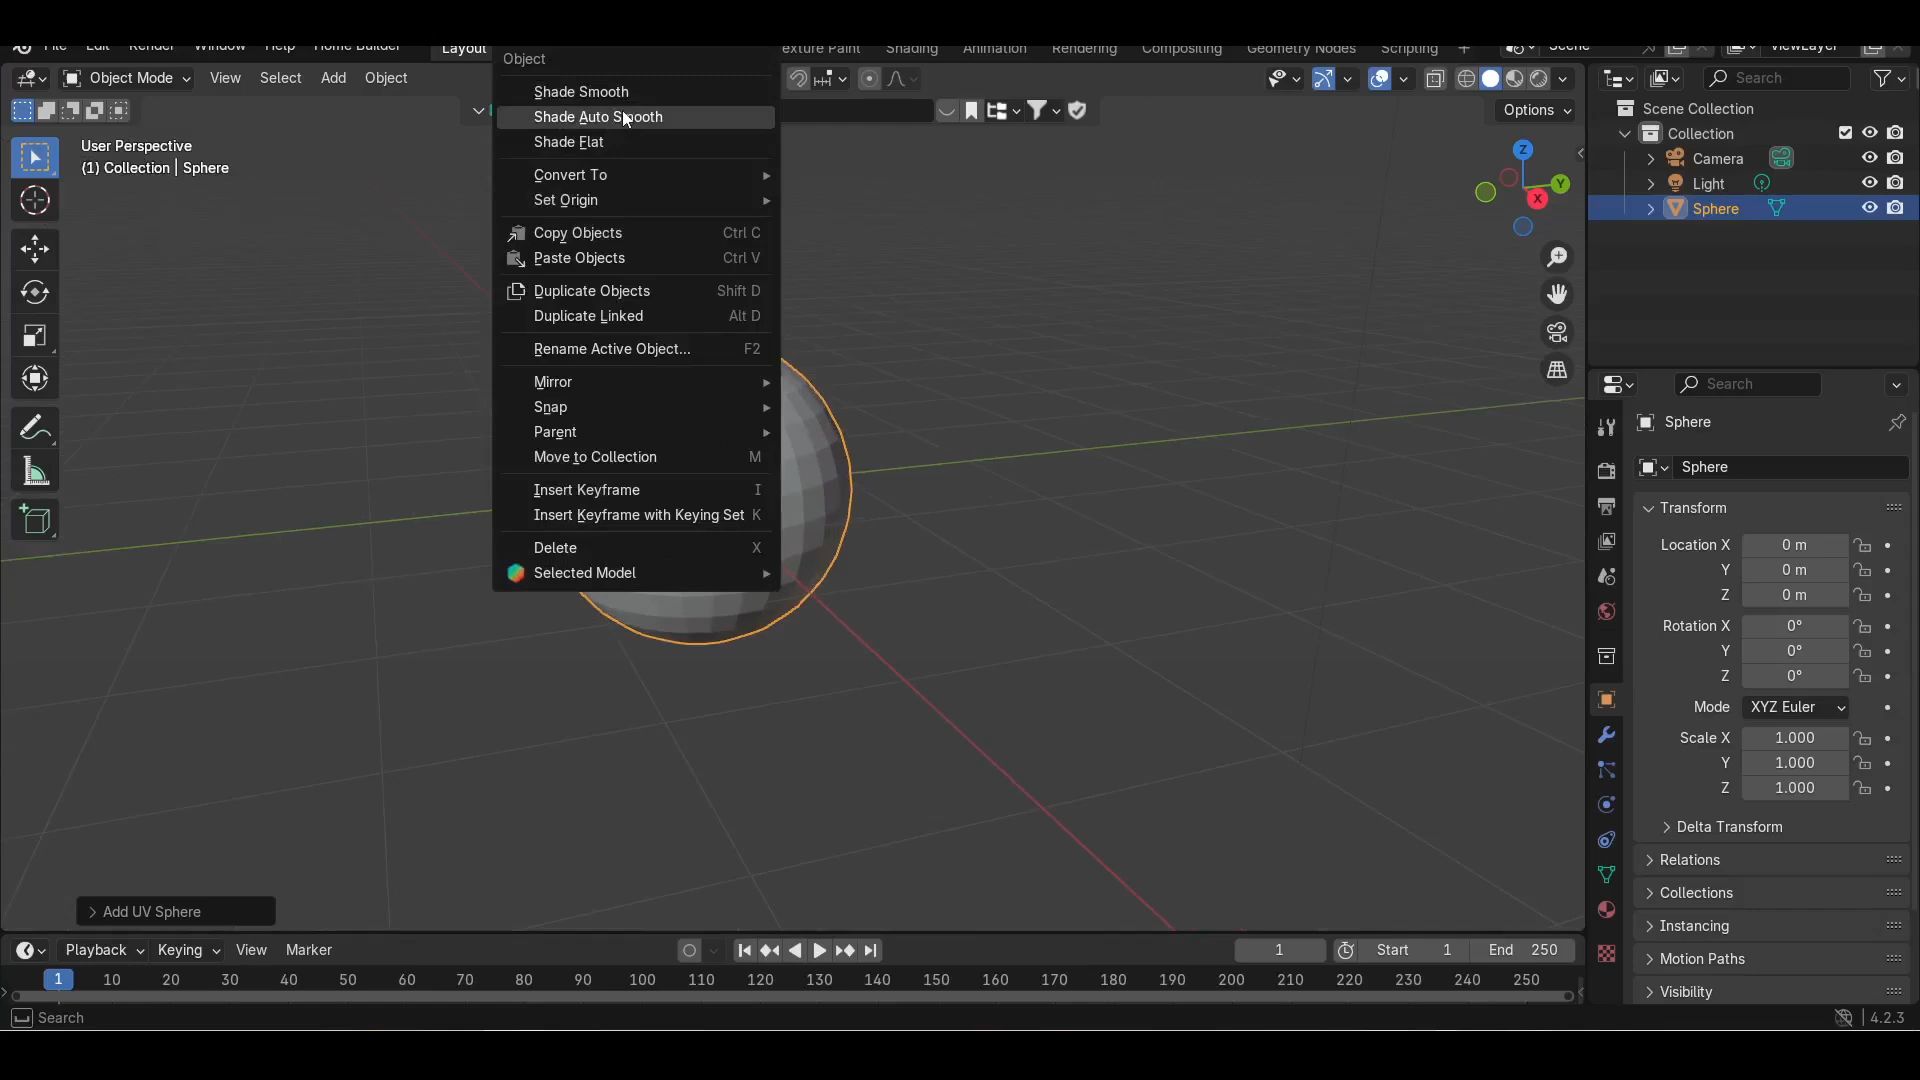 File Edit Render Window Help Home Builder Layout Texture Paint Shading Animation Rendering Compositing Geometry Nodes Scripting + Scene ViewLayer
Object Mode View Select Add Object
Options
User Perspective
(1) Collection | Sphere
Object
Shade Smooth
Shade Auto Smooth
Shade Flat
Convert To
Set Origin
Copy Objects Ctrl C
Paste Objects Ctrl V
Duplicate Objects Shift D
Duplicate Linked Alt D
Rename Active Object... F2
Mirror
Snap
Parent
Move to Collection M
Insert Keyframe I
Insert Keyframe with Keying Set K
Delete X
Selected Model
Z
Y
X
Add UV Sphere
Search
Scene Collection
Collection
Camera
Light
Sphere
Search
Sphere
Sphere
Transform
Location X 0 m
Y 0 m
Z 0 m
Rotation X 0°
Y 0°
Z 0°
Mode XYZ Euler
Scale X 1.000
Y 1.000
Z 1.000
Delta Transform
Relations
Collections
Instancing
Motion Paths
Visibility
Playback Keying View Marker 1 Start 1 End 250
1 10 20 30 40 50 60 70 80 90 100 110 120 130 140 150 160 170 180 190 200 210 220 230 240 250
Search 4.2.3